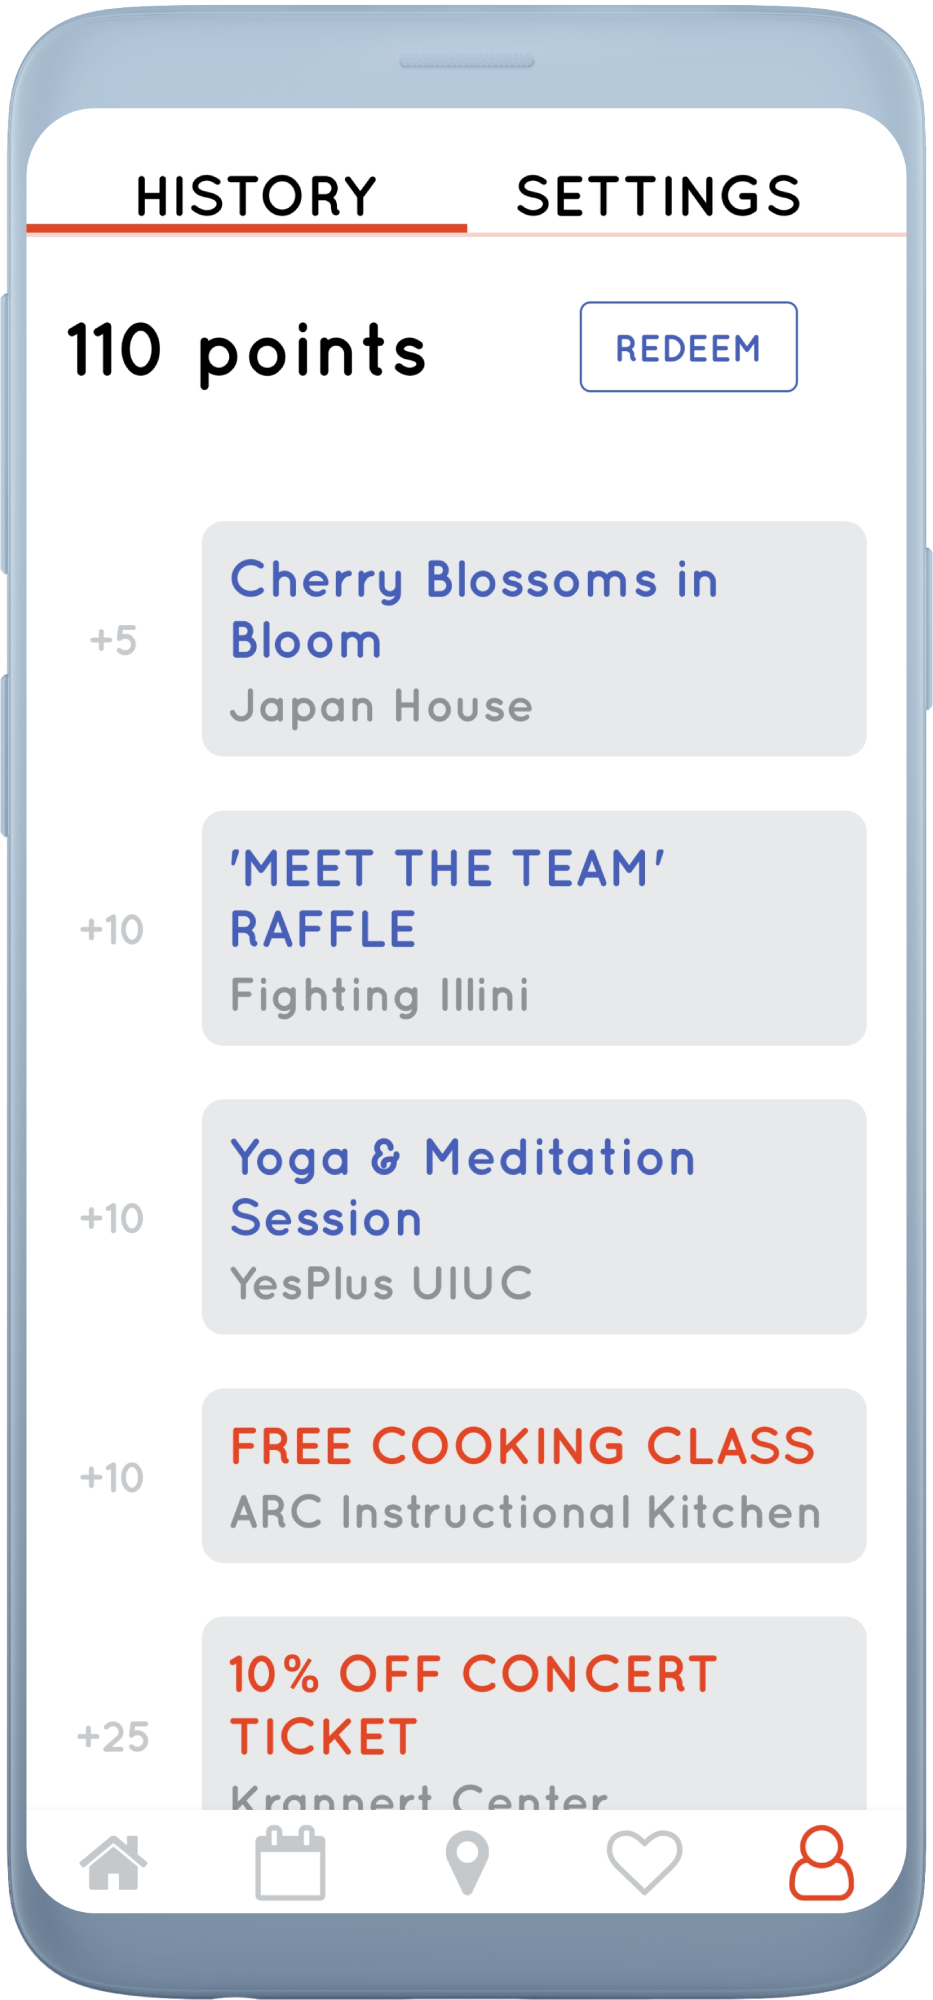 HISTORY SETTINGS
110 points REDEEM
+5
Cherry Blossoms in
Bloom
Japan House
+10
'MEET THE TEAM'
RAFFLE
Fighting Illini
+10
Yoga & Meditation
Session
YesPlus UIUC
+10
FREE COOKING CLASS
ARC Instructional Kitchen
+25
10% OFF CONCERT
TICKET
Krannert Center